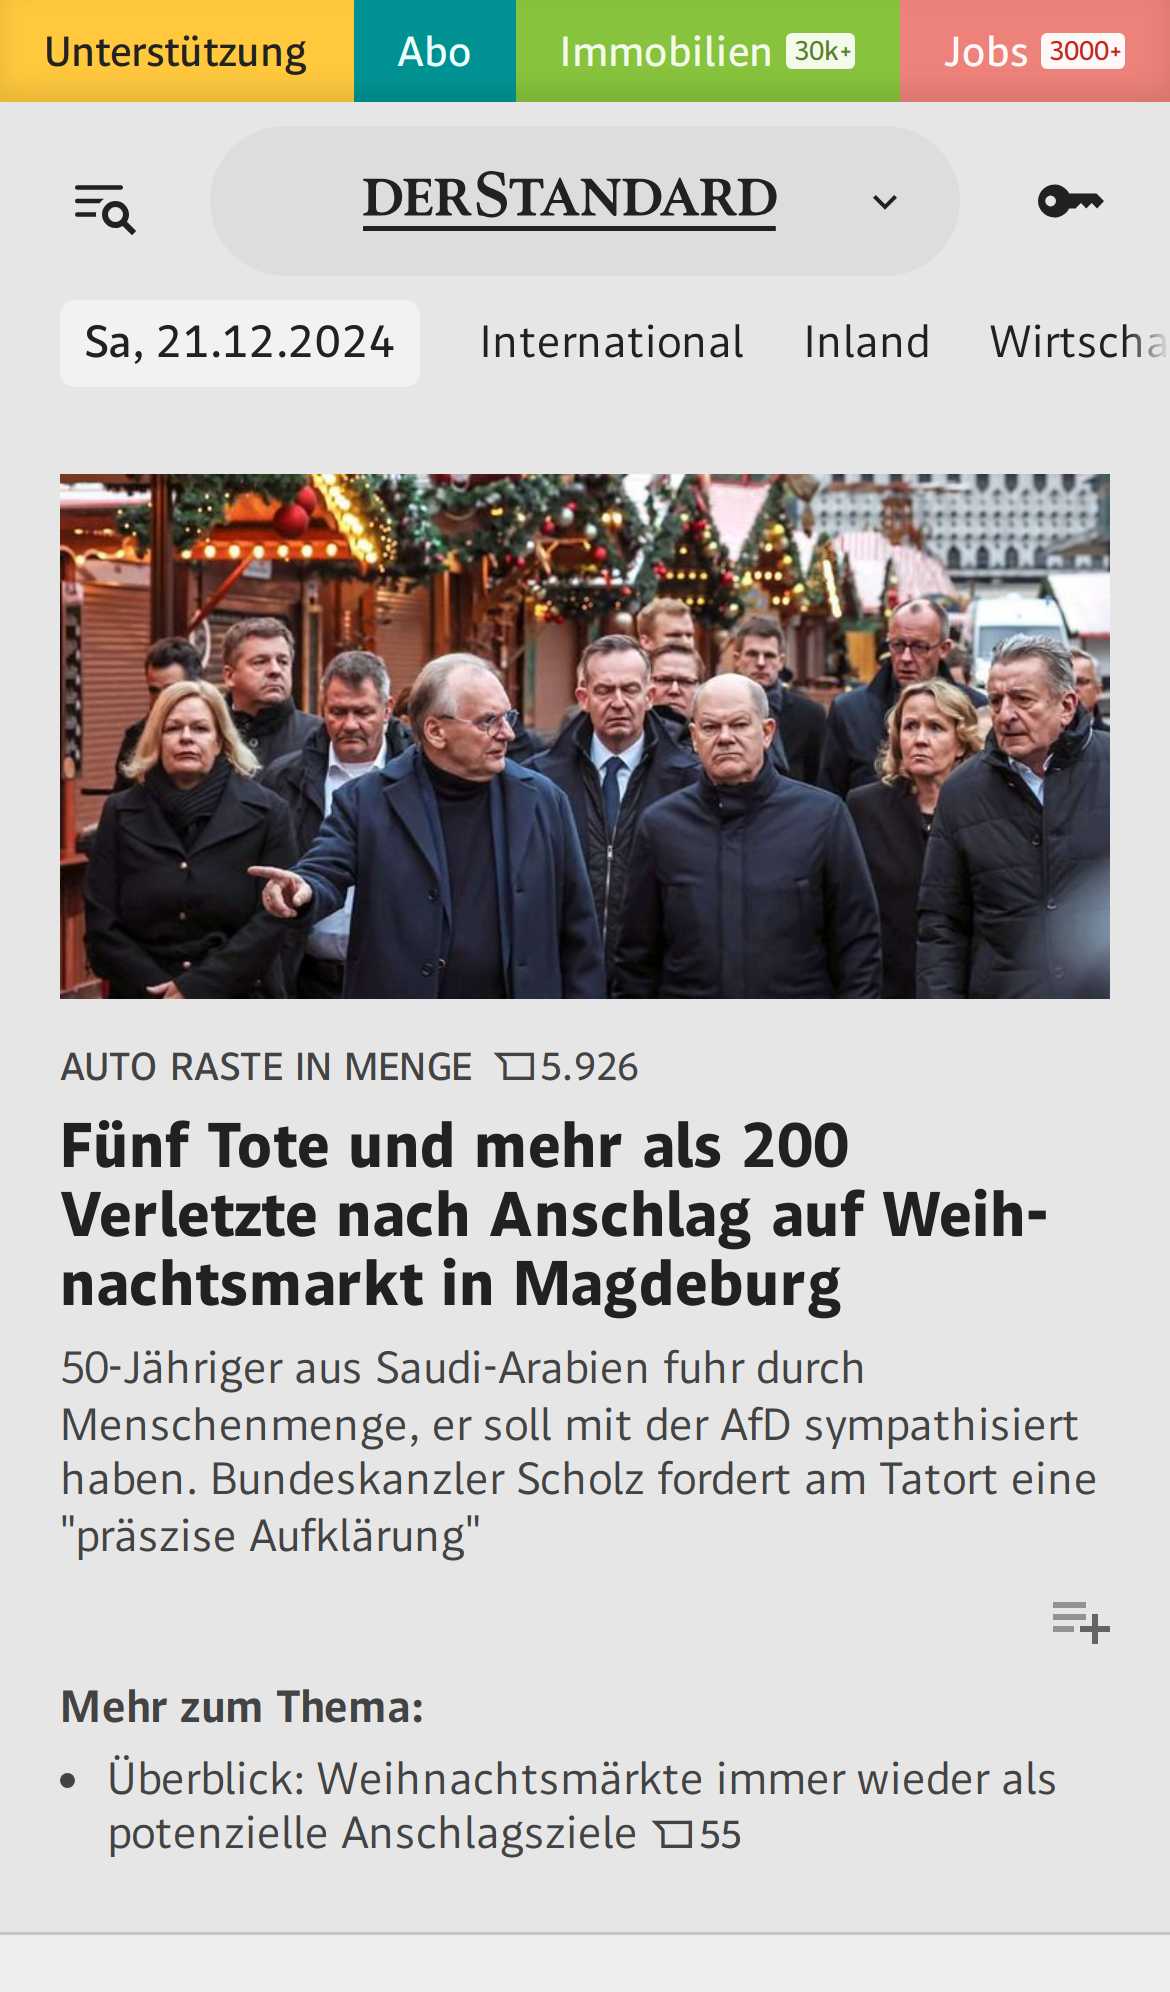 Unterstützung Abo Immobilien 30k+ Jobs 3000+
DERSTANDARD
Sa, 21.12.2024 International Inland Wirtscha
AUTO RASTE IN MENGE 5.926
Fünf Tote und mehr als 200
Verletzte nach Anschlag auf Weih-
nachtsmarkt in Magdeburg
50-Jähriger aus Saudi-Arabien fuhr durch
Menschenmenge, er soll mit der AfD sympathisiert
haben. Bundeskanzler Scholz fordert am Tatort eine
"präszise Aufklärung"
Mehr zum Thema:
• Überblick: Weihnachtsmärkte immer wieder als
potenzielle Anschlagsziele 55